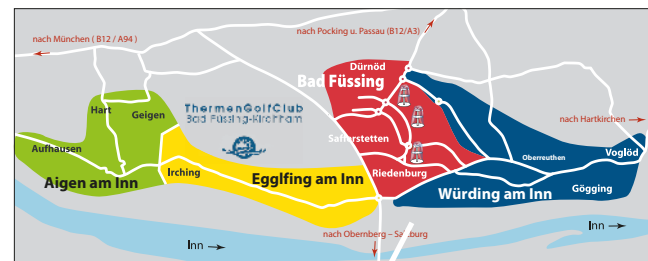 nach München ( B12 / A94 )
nach Pocking u. Passau (B12/A3)
Dürnöd
Bad Füssing
Hart
Geigen
ThermenGolfClub
Bad Füssing-Kirchham
nach Hartkirchen
Aufhausen
Safferstetten
Oberreuthen
Voglöd
Aigen am Inn
Irching
Egglfing am Inn
Riedenburg
Würding am Inn
Gögging
Inn
nach Obernberg – Salzburg
Inn